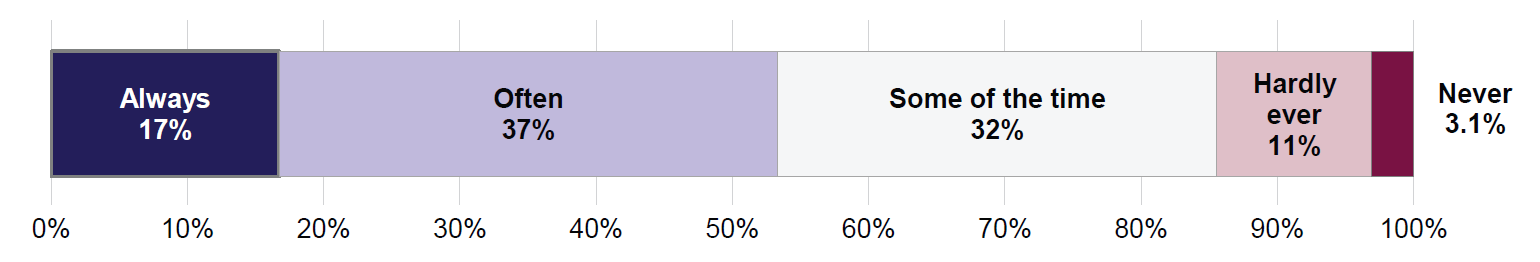 Always
17%
Often
37%
Some of the time
32%
Hardly
ever
11%
Never
3.1%
0% 10% 20% 30% 40% 50% 60% 70% 80% 90% 100%